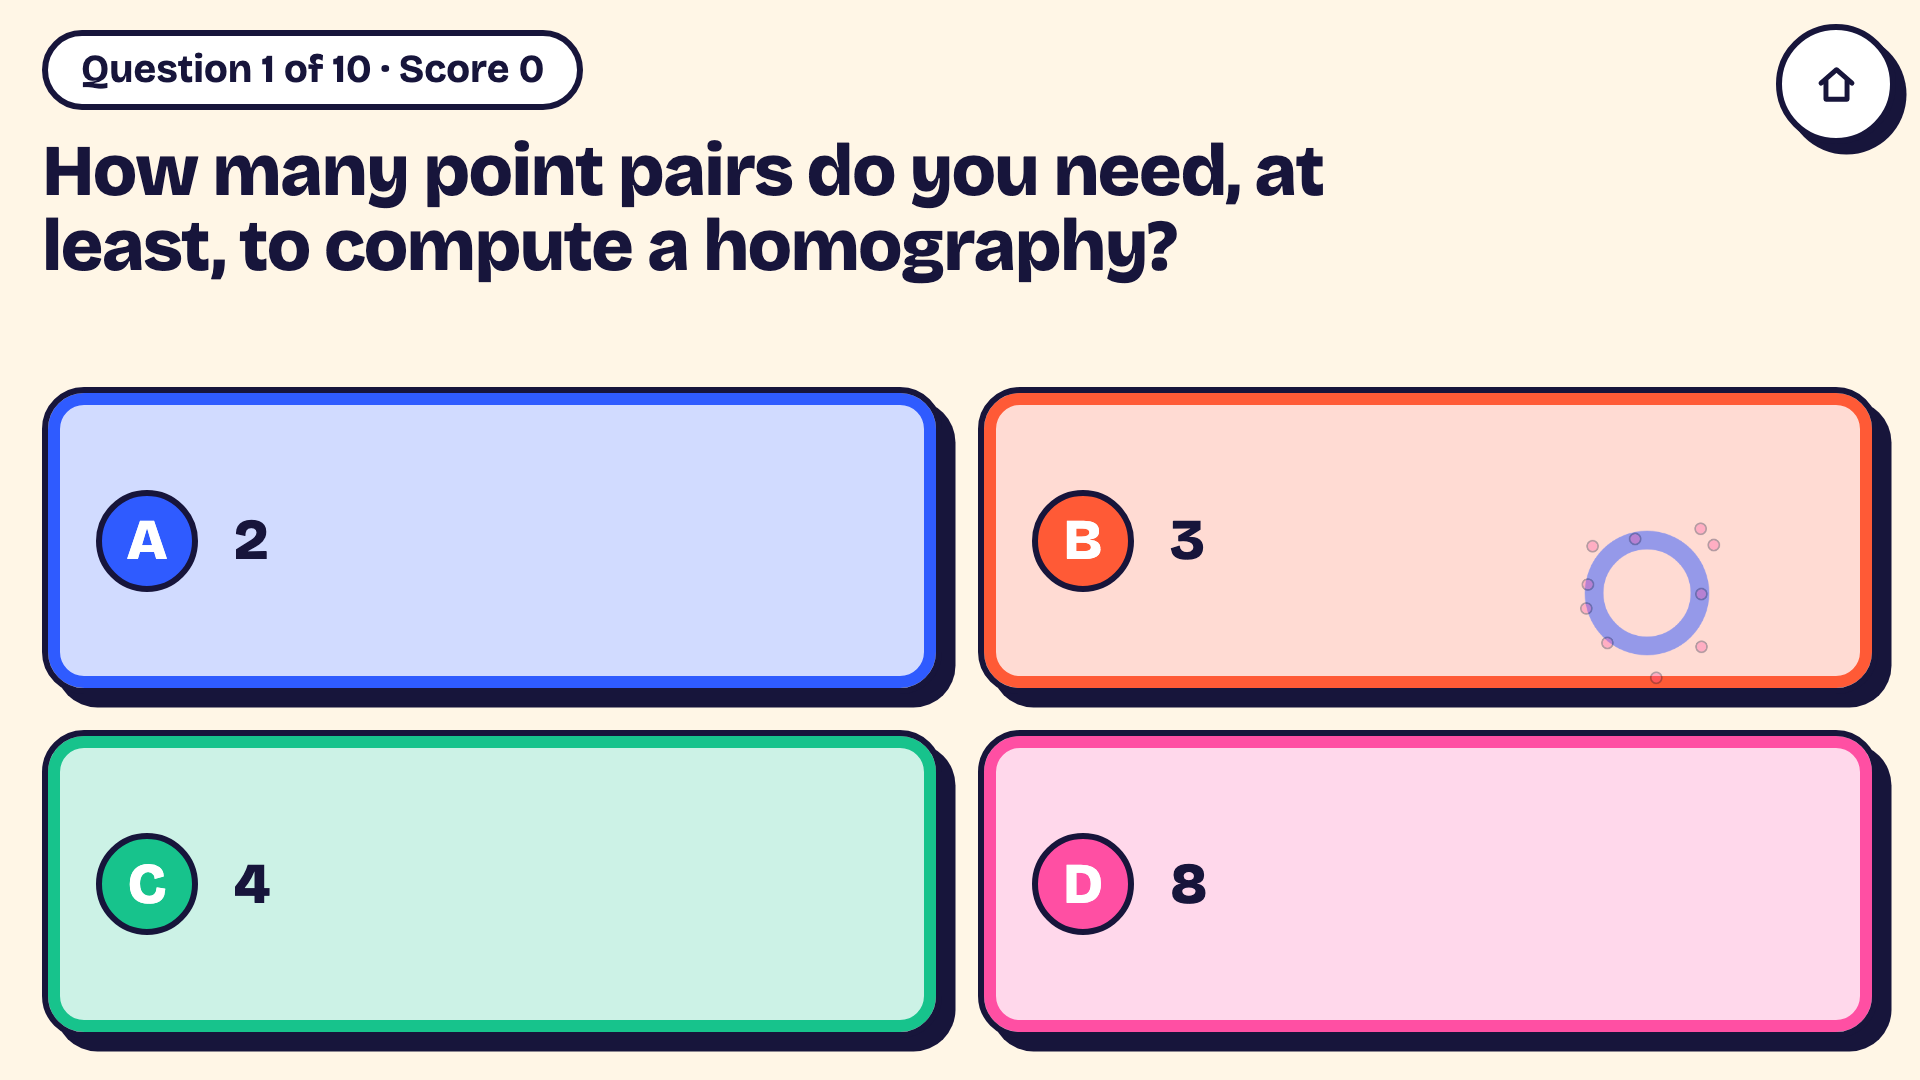 Question 1 of 10 · Score 0
How many point pairs do you need, at
least, to compute a homography?
A 2
B 3
C 4
D 8